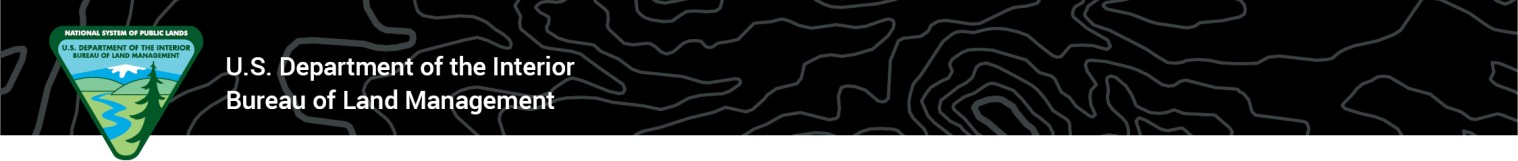 NATIONAL SYSTEM OF PUBLIC LANDS
U.S. DEPARTMENT OF THE INTERIOR
BUREAU OF LAND MANAGEMENT
U.S. Department of the Interior
Bureau of Land Management